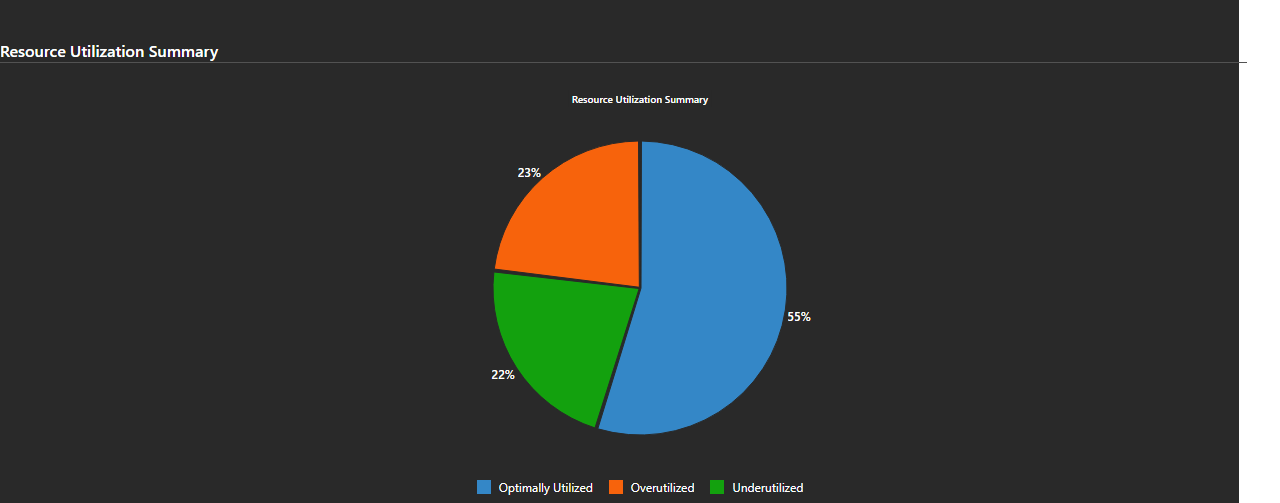 Resource Utilization Summary
Resource Utilization Summary
23%
55%
22%
Optimally Utilized Overutilized Underutilized